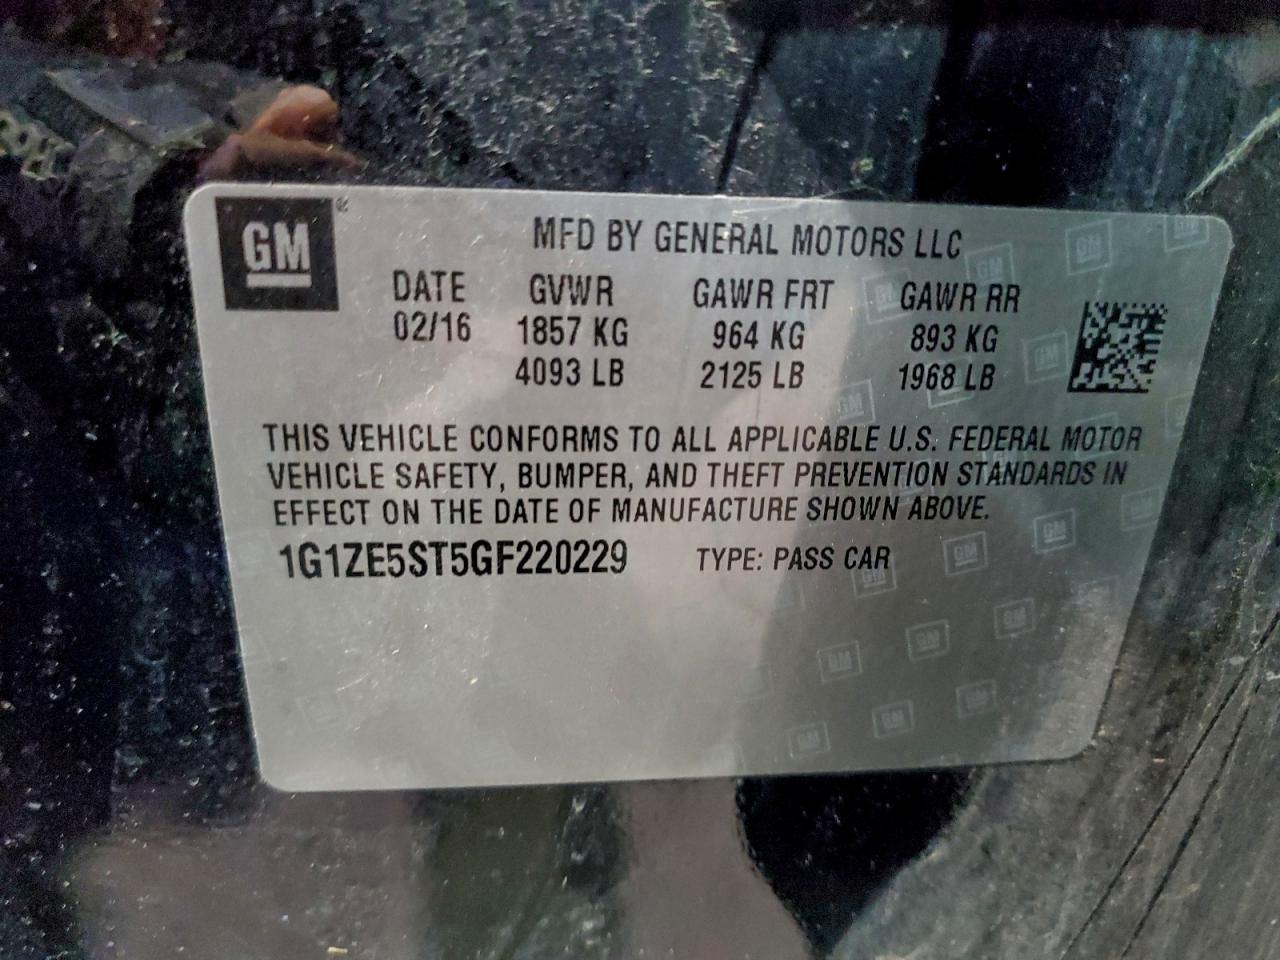 GM
MFD BY GENERAL MOTORS LLC
DATE GVWR GAWR FRT GAWR RR
02/16 1857 KG 964 KG 893 KG
4093 LB 2125 LB 1968 LB
THIS VEHICLE CONFORMS TO ALL APPLICABLE U.S. FEDERAL MOTOR
VEHICLE SAFETY, BUMPER, AND THEFT PREVENTION STANDARDS IN
EFFECT ON THE DATE OF MANUFACTURE SHOWN ABOVE.
1G1ZE5ST5GF220229 TYPE: PASS CAR